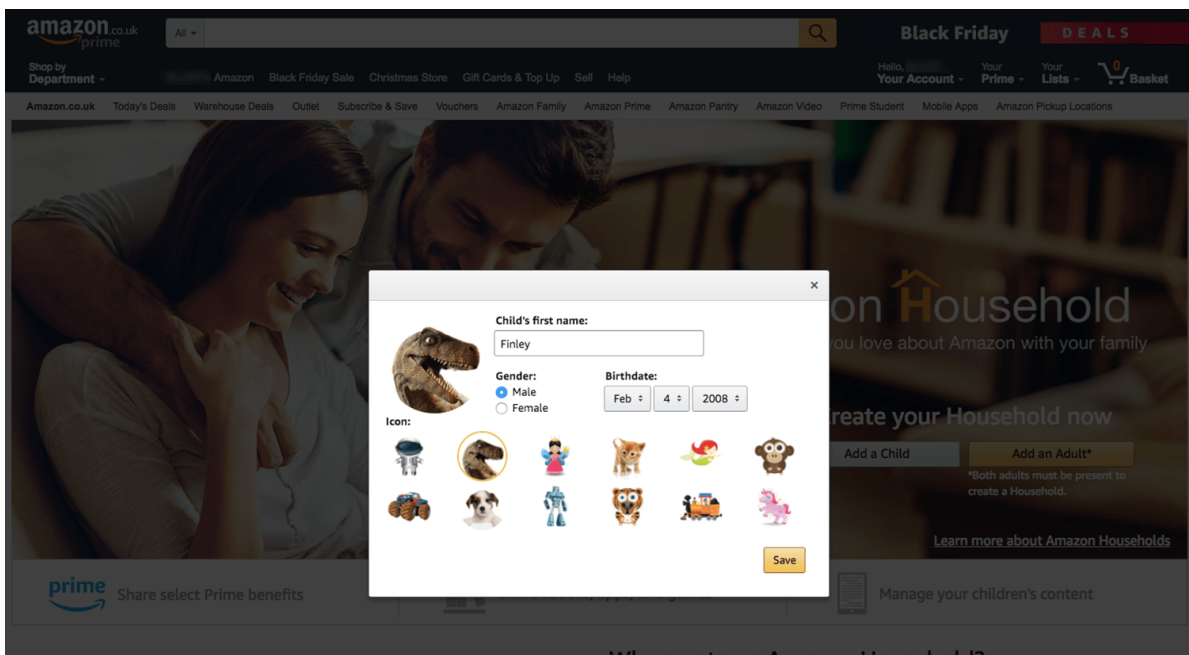 amazon.co.uk
prime
All
Black Friday
DEALS
Shop by
Department
Amazon
Black Friday Sale
Christmas Store
Gift Cards & Top Up
Sell
Help
Hello,
Your Account
Your
Prime
Your
Lists
0
Basket
Amazon.co.uk
Today's Deals
Warehouse Deals
Outlet
Subscribe & Save
Vouchers
Amazon Family
Amazon Prime
Amazon Pantry
Amazon Video
Prime Student
Mobile Apps
Amazon Pickup Locations
×
Child's first name:
Finley
Gender:
Male
Female
Birthdate:
Feb
4
2008
Icon:
Save
on Household
you love about Amazon with your family
reate your Household now
Add a Child
Add an Adult*
*Both adults must be present to
create a Household.
Learn more about Amazon Households
prime
Share select Prime benefits
Manage your children's content